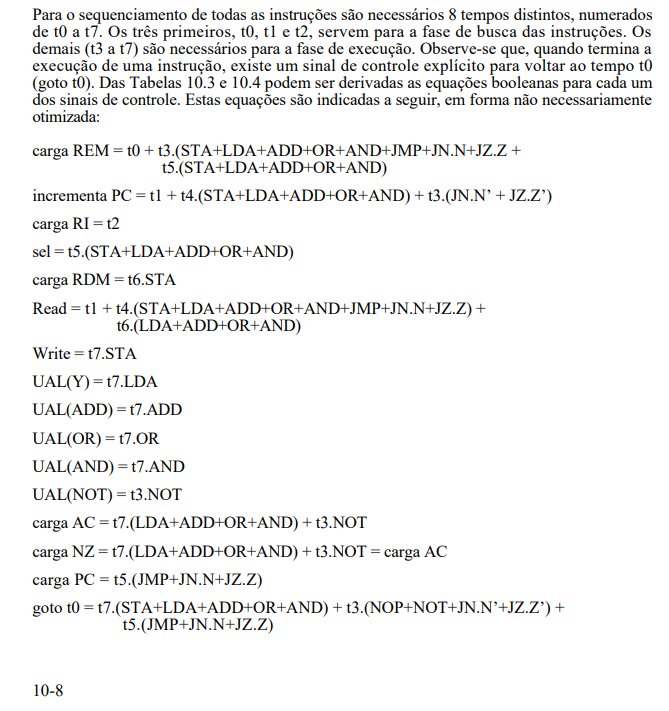 Para o sequenciamento de todas as instruções são necessários 8 tempos distintos, numerados
de t0 a t7. Os três primeiros, t0, t1 e t2, servem para a fase de busca das instruções. Os
demais (t3 a t7) são necessários para a fase de execução. Observe-se que, quando termina a
execução de uma instrução, existe um sinal de controle explícito para voltar ao tempo t0
(goto t0). Das Tabelas 10.3 e 10.4 podem ser derivadas as equações booleanas para cada um
dos sinais de controle. Estas equações são indicadas a seguir, em forma não necessariamente
otimizada:
carga REM = t0 + t3.(STA+LDA+ADD+OR+AND+JMP+JN.N+JZ.Z +
t5.(STA+LDA+ADD+OR+AND)
incrementa PC = t1 + t4.(STA+LDA+ADD+OR+AND) + t3.(JN.N’ + JZ.Z’)
carga RI = t2
sel = t5.(STA+LDA+ADD+OR+AND)
carga RDM = t6.STA
Read = t1 + t4.(STA+LDA+ADD+OR+AND+JMP+JN.N+JZ.Z) +
t6.(LDA+ADD+OR+AND)
Write = t7.STA
UAL(Y) = t7.LDA
UAL(ADD) = t7.ADD
UAL(OR) = t7.OR
UAL(AND) = t7.AND
UAL(NOT) = t3.NOT
carga AC = t7.(LDA+ADD+OR+AND) + t3.NOT
carga NZ = t7.(LDA+ADD+OR+AND) + t3.NOT = carga AC
carga PC = t5.(JMP+JN.N+JZ.Z)
goto t0 = t7.(STA+LDA+ADD+OR+AND) + t3.(NOP+NOT+JN.N’+JZ.Z’) +
t5.(JMP+JN.N+JZ.Z)
10-8